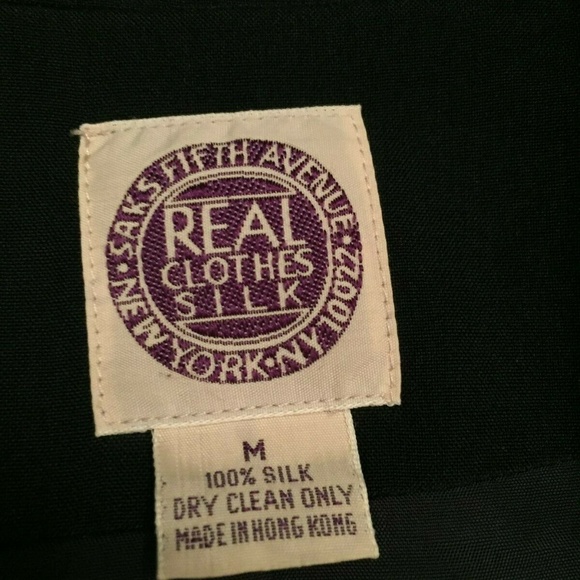 SAKS FIFTH AVENUE
REAL
CLOTHES
SILK
NEW YORK • NY 10022
M
100% SILK
DRY CLEAN ONLY
MADE IN HONG KONG